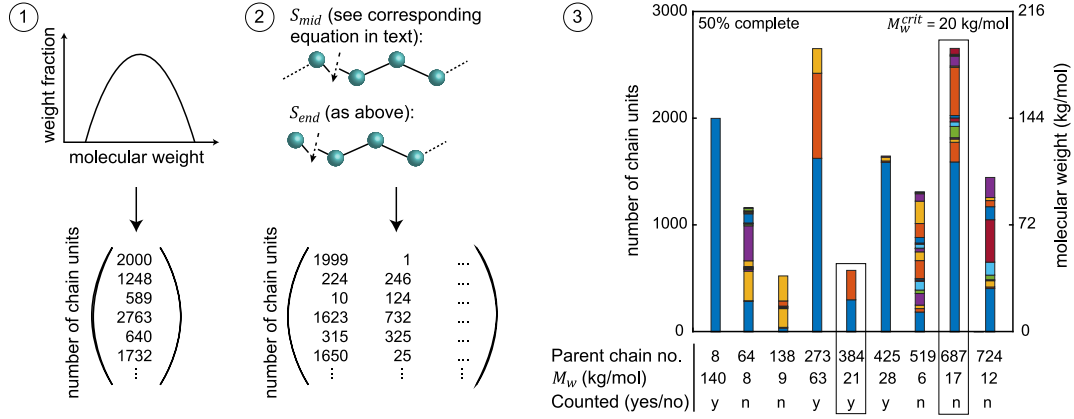 1
weight fraction
molecular weight
number of chain units
2000
1248
589
2763
640
1732
⋮
2
S_mid (see corresponding
equation in text):
S_end (as above):
number of chain units
1999 1 ...
224 246 ...
10 124 ...
1623 732 ...
315 325 ...
1650 25 ...
⋮ ⋮ ⋮
3
50% complete
M_w^crit = 20 kg/mol
number of chain units
3000
2000
1000
0
molecular weight (kg/mol)
216
144
72
0
Parent chain no. 8 64 138 273 384 425 519 687 724
M_w (kg/mol) 140 8 9 63 21 28 6 17 12
Counted (yes/no) y n n y y y n n n